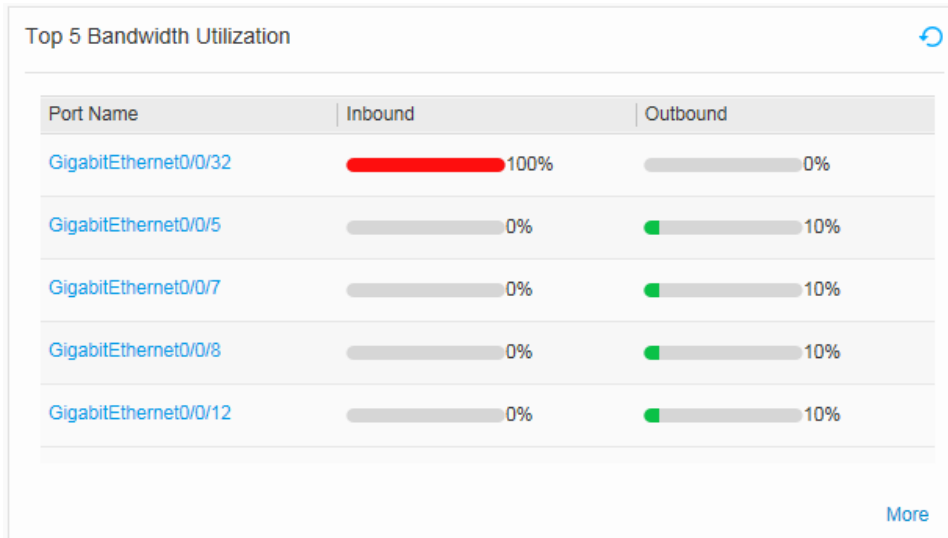 Top 5 Bandwidth Utilization
Port Name Inbound Outbound
GigabitEthernet0/0/32 100% 0%
GigabitEthernet0/0/5 0% 10%
GigabitEthernet0/0/7 0% 10%
GigabitEthernet0/0/8 0% 10%
GigabitEthernet0/0/12 0% 10%
More